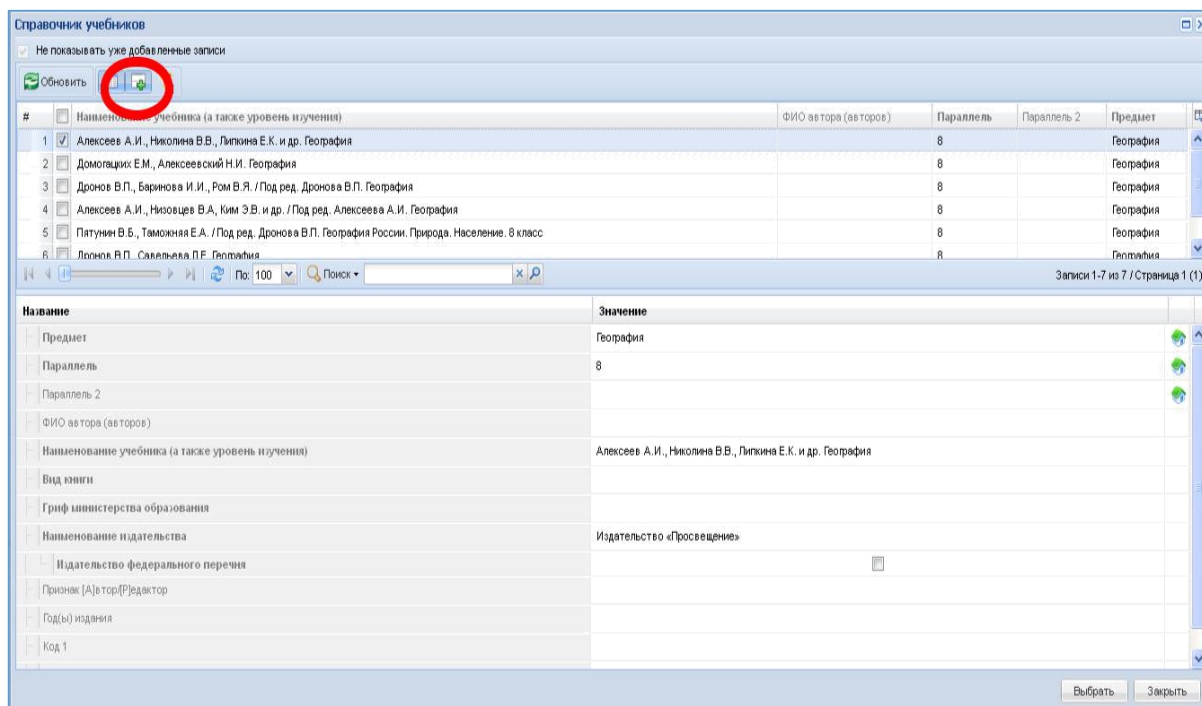 Справочник учебников
Не показывать уже добавленные записи
Обновить
# Наименование учебника (а также уровень изучения) ФИО автора (авторов) Параллель Параллель 2 Предмет
1 Алексеев А.И., Николина В.В., Липкина Е.К. и др. География 8 География
2 Домогацких Е.М., Алексеевский Н.И. География 8 География
3 Дронов В.П., Баринова И.И., Ром В.Я. / Под ред. Дронова В.П. География 8 География
4 Алексеев А.И., Низовцев В.А, Ким Э.В. и др. / Под ред. Алексеева А.И. География 8 География
5 Пятунин В.Б., Таможняя Е.А. / Под ред. Дронова В.П. География России. Природа. Население. 8 класс 8 География
6 Дронов В.П., Савельева Л.Е. География 8 География
По: 100 Поиск Записи 1-7 из 7 / Страница 1 (1)
Название Значение
Предмет География
Параллель 8
Параллель 2
ФИО автора (авторов)
Наименование учебника (а также уровень изучения) Алексеев А.И., Николина В.В., Липкина Е.К. и др. География
Вид книги
Гриф министерства образования
Наименование издательства Издательство «Просвещение»
Издательство федерального перечня
Признак [А]втор/[Р]едактор
Год(ы) издания
Код 1
Выбрать Закрыть